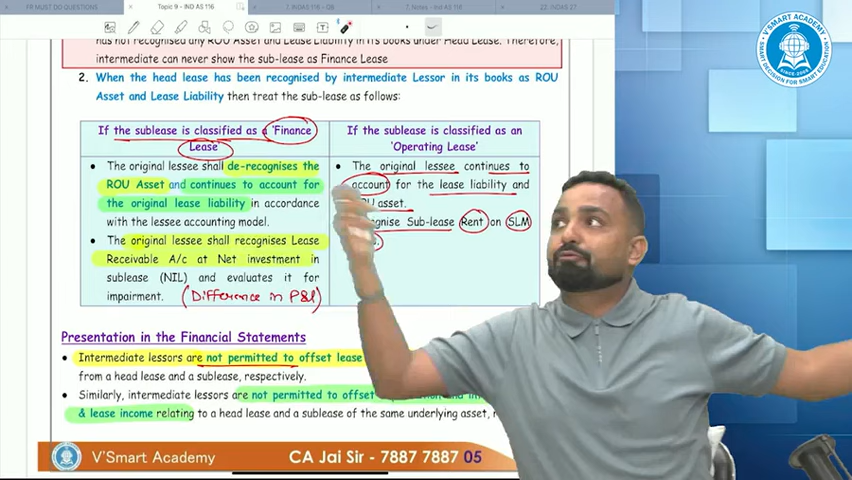 FR MUST DO QUESTIONS
Topic 9 - IND AS 116
7. INDAS 116 - QB
7. Notes - IND AS 116
22. INDAS 27
has not recognised any ROU Asset and Lease Liability in its books under Head Lease. Therefore,
intermediate can never show the sub-lease as Finance Lease
2. When the head lease has been recognised by intermediate Lessor in its books as ROU
Asset and Lease Liability then treat the sub-lease as follows:
If the sublease is classified as a 'Finance
Lease'
• The original lessee shall de-recognises the
ROU Asset and continues to account for
the original lease liability in accordance
with the lessee accounting model.
• The original lessee shall recognises Lease
Receivable A/c at Net investment in
sublease (NIL) and evaluates it for
impairment. (Difference in P&L)
If the sublease is classified as an
'Operating Lease'
• The original lessee continues to
account for the lease liability and
asset.
Sub-lease Rent on SLM
Presentation in the Financial Statements
• Intermediate lessors are not permitted to offset lease
from a head lease and a sublease, respectively.
• Similarly, intermediate lessors are not permitted to offset
& lease income relating to a head lease and a sublease of the same underlying asset,
V'Smart Academy
CA Jai Sir - 7887 7887 05
V'SMART ACADEMY
SINCE-2005
SMART DECISION FOR SMART EDUCATION